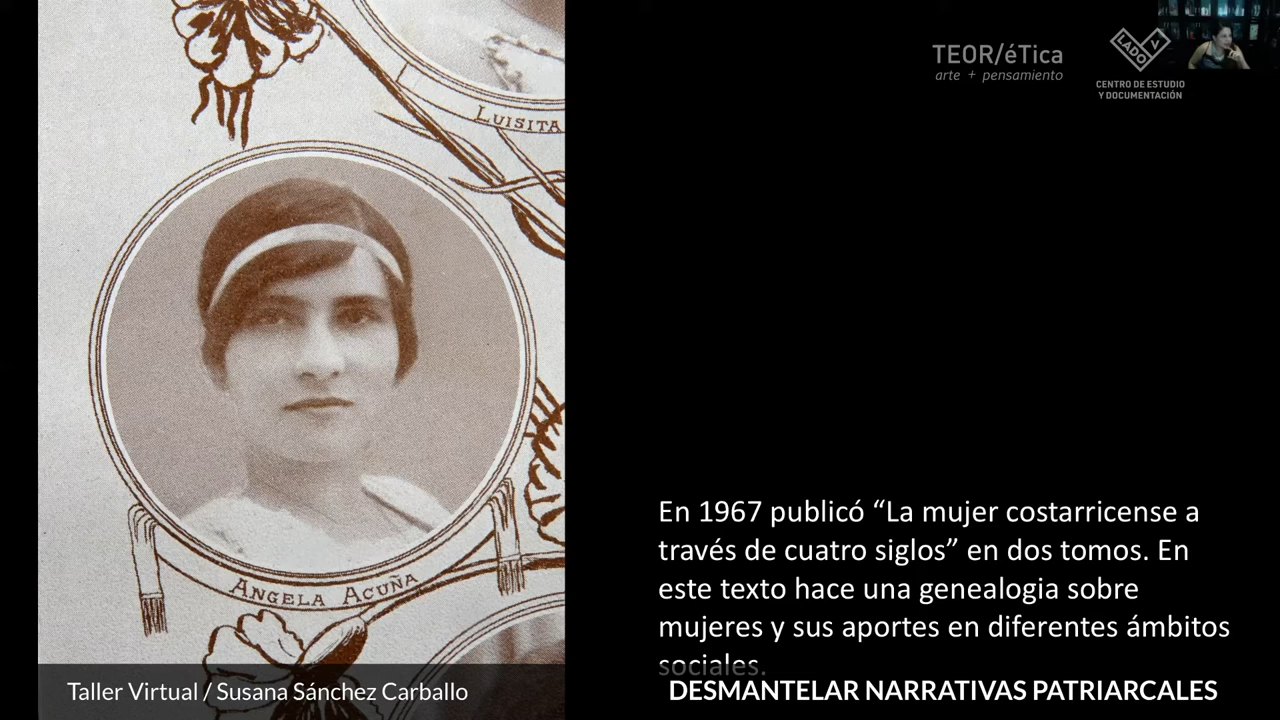 TEOR/éTica
arte + pensamiento
LADO V
CENTRO DE ESTUDIO
Y DOCUMENTACIÓN
LUISITA
ANGELA ACUÑA
En 1967 publicó “La mujer costarricense a
través de cuatro siglos” en dos tomos. En
este texto hace una genealogia sobre
mujeres y sus aportes en diferentes ámbitos
sociales.
Taller Virtual / Susana Sánchez Carballo
DESMANTELAR NARRATIVAS PATRIARCALES